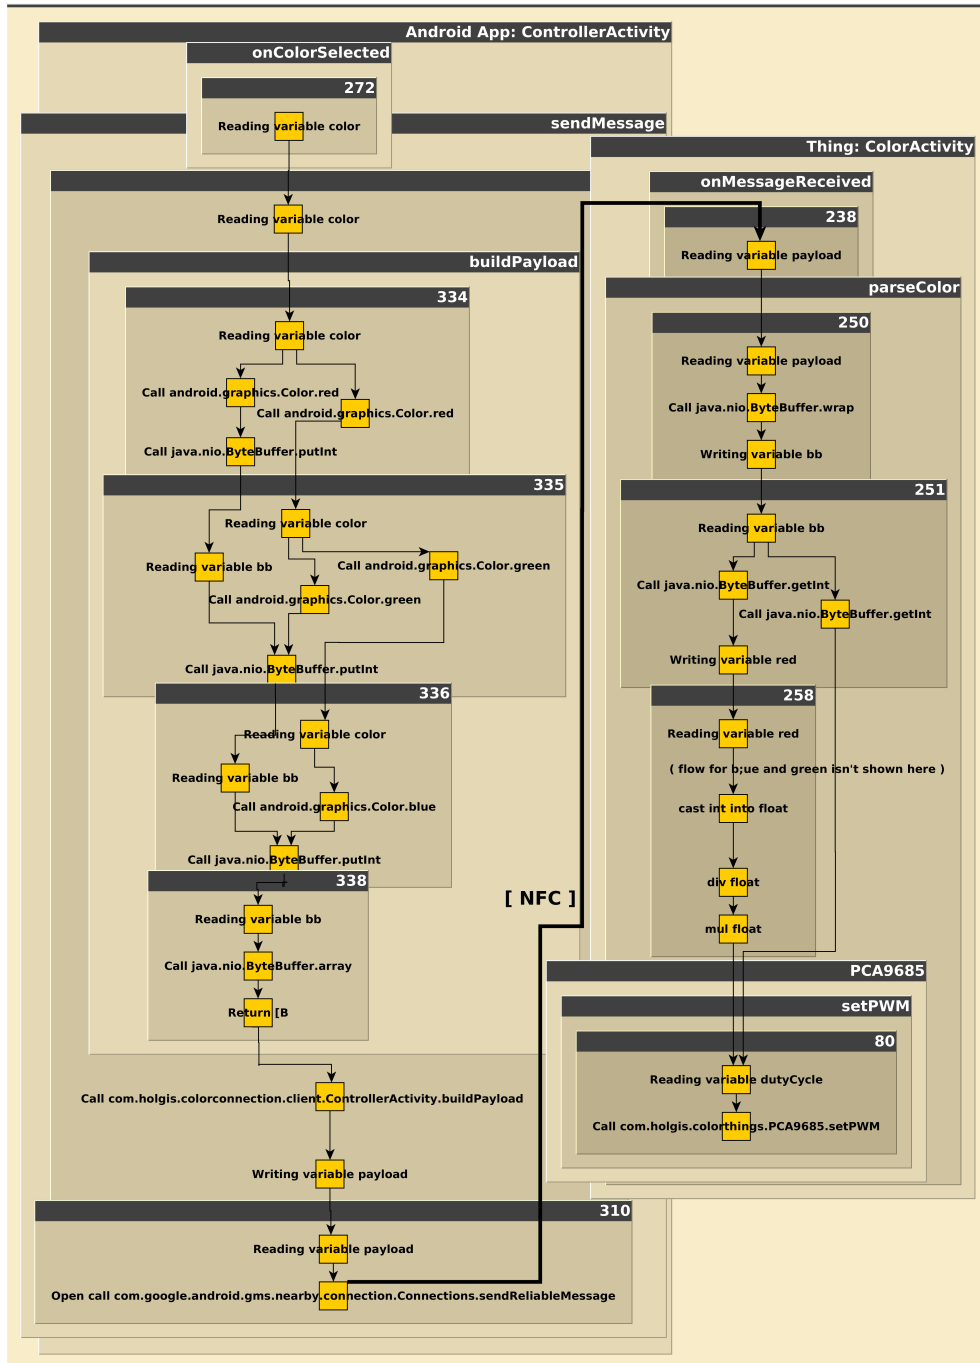 Android App: ControllerActivity
onColorSelected
272
Reading variable color
sendMessage
Reading variable color
buildPayload
334
Reading variable color
Call android.graphics.Color.red
Call android.graphics.Color.red
Call java.nio.ByteBuffer.putInt
335
Reading variable color
Reading variable bb
Call android.graphics.Color.green
Call android.graphics.Color.green
Call java.nio.ByteBuffer.putInt
336
Reading variable color
Reading variable bb
Call android.graphics.Color.blue
Call java.nio.ByteBuffer.putInt
338
Reading variable bb
Call java.nio.ByteBuffer.array
Return [B
Call com.holgis.colorconnection.client.ControllerActivity.buildPayload
Writing variable payload
310
Reading variable payload
Open call com.google.android.gms.nearby.connection.Connections.sendReliableMessage
[ NFC ]
Thing: ColorActivity
onMessageReceived
238
Reading variable payload
parseColor
250
Reading variable payload
Call java.nio.ByteBuffer.wrap
Writing variable bb
251
Reading variable bb
Call java.nio.ByteBuffer.getInt
Call java.nio.ByteBuffer.getInt
Writing variable red
258
Reading variable red
( flow for b;ue and green isn't shown here )
cast int into float
div float
mul float
PCA9685
setPWM
80
Reading variable dutyCycle
Call com.holgis.colorthings.PCA9685.setPWM